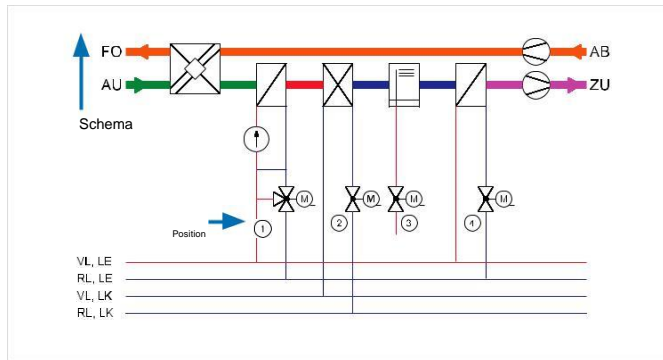 FO AB
AU ZU
Schema
M M M M
Position 1 2 3 4
VL, LE
RL, LE
VL, LK
RL, LK